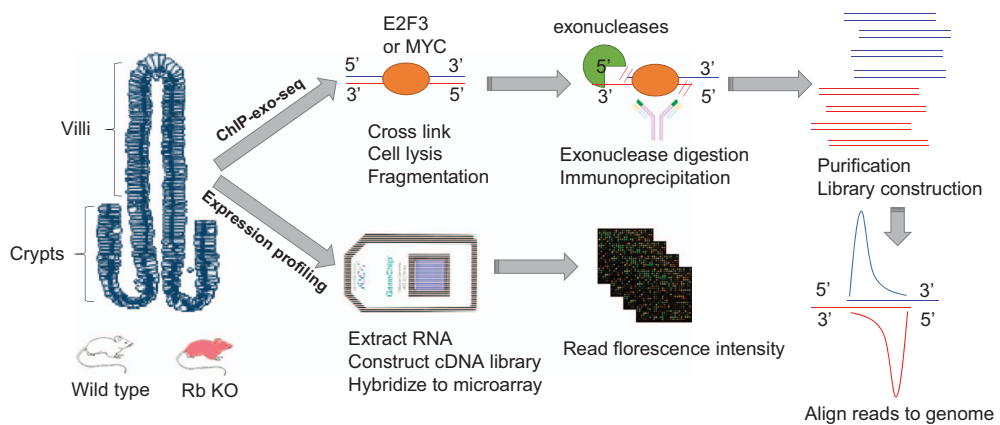 Villi
Crypts
Wild type
Rb KO
ChIP-exo-seq
Expression profiling
E2F3
or MYC
5’
3’
3’
5’
Cross link
Cell lysis
Fragmentation
exonucleases
5’
3’
3’
5’
Exonuclease digestion
Immunoprecipitation
Purification
Library construction
5’
3’
3’
5’
Align reads to genome
GeneChip
Extract RNA
Construct cDNA library
Hybridize to microarray
Read florescence intensity